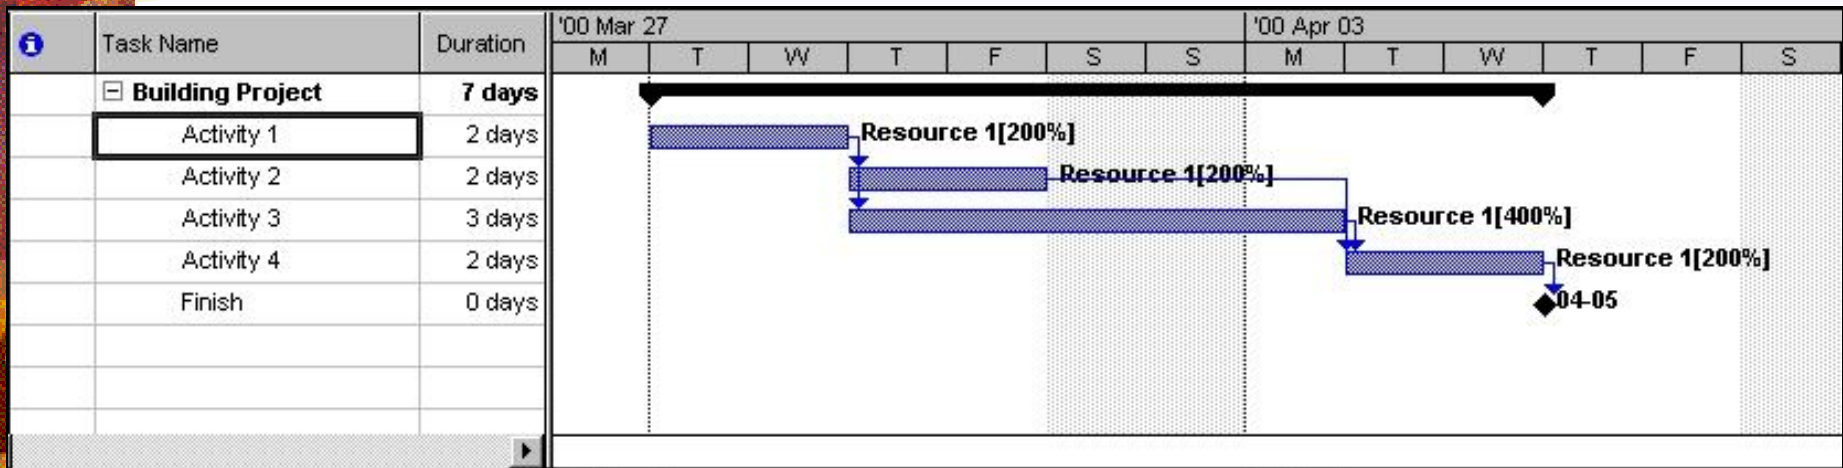 '00 Mar 27 '00 Apr 03
Task Name Duration
M T W T F S S M T W T F S
Building Project 7 days
Activity 1 2 days Resource 1[200%]
Activity 2 2 days Resource 1[200%]
Activity 3 3 days Resource 1[400%]
Activity 4 2 days Resource 1[200%]
Finish 0 days 04-05